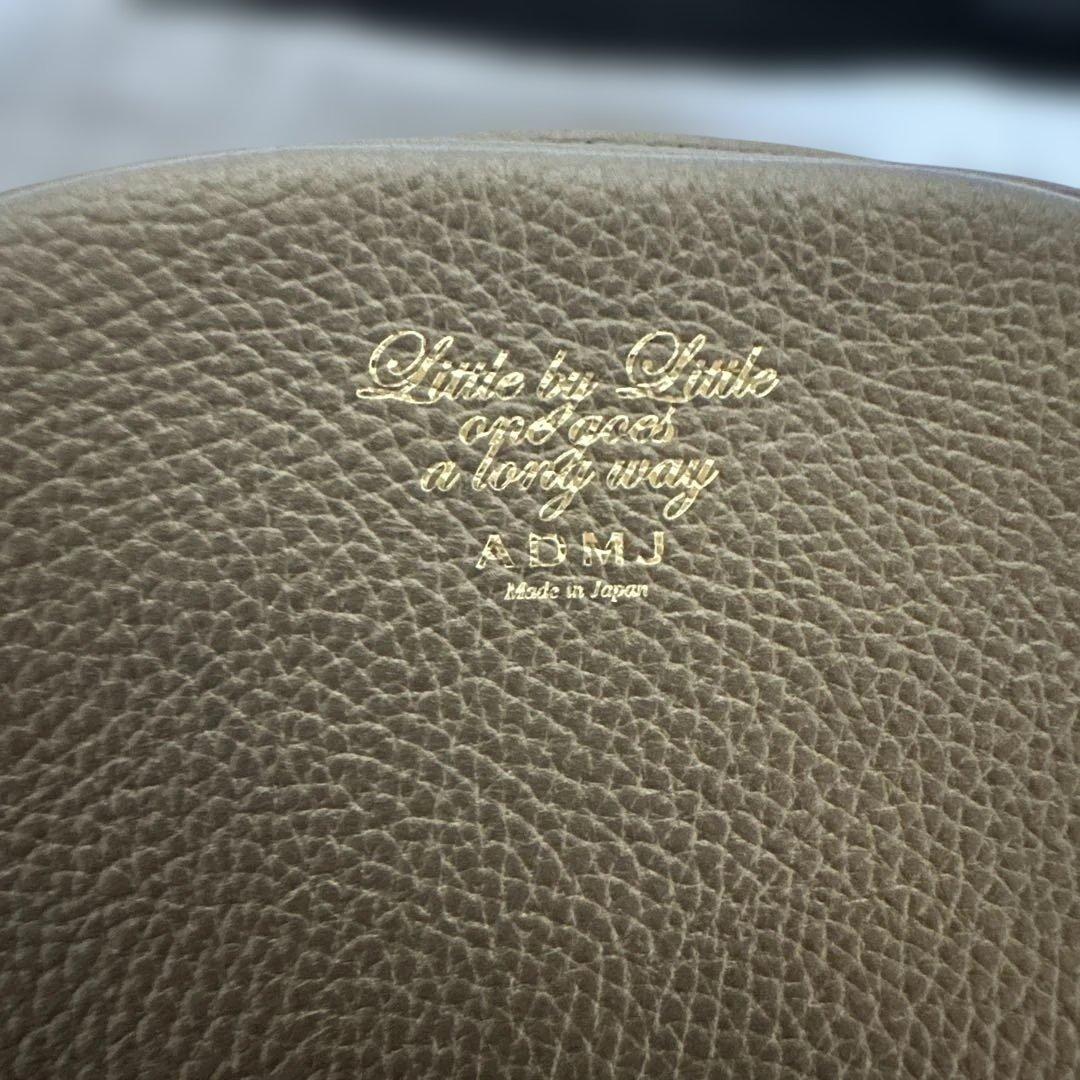 Little by Little
one goes
a long way
ADMJ
Made in Japan